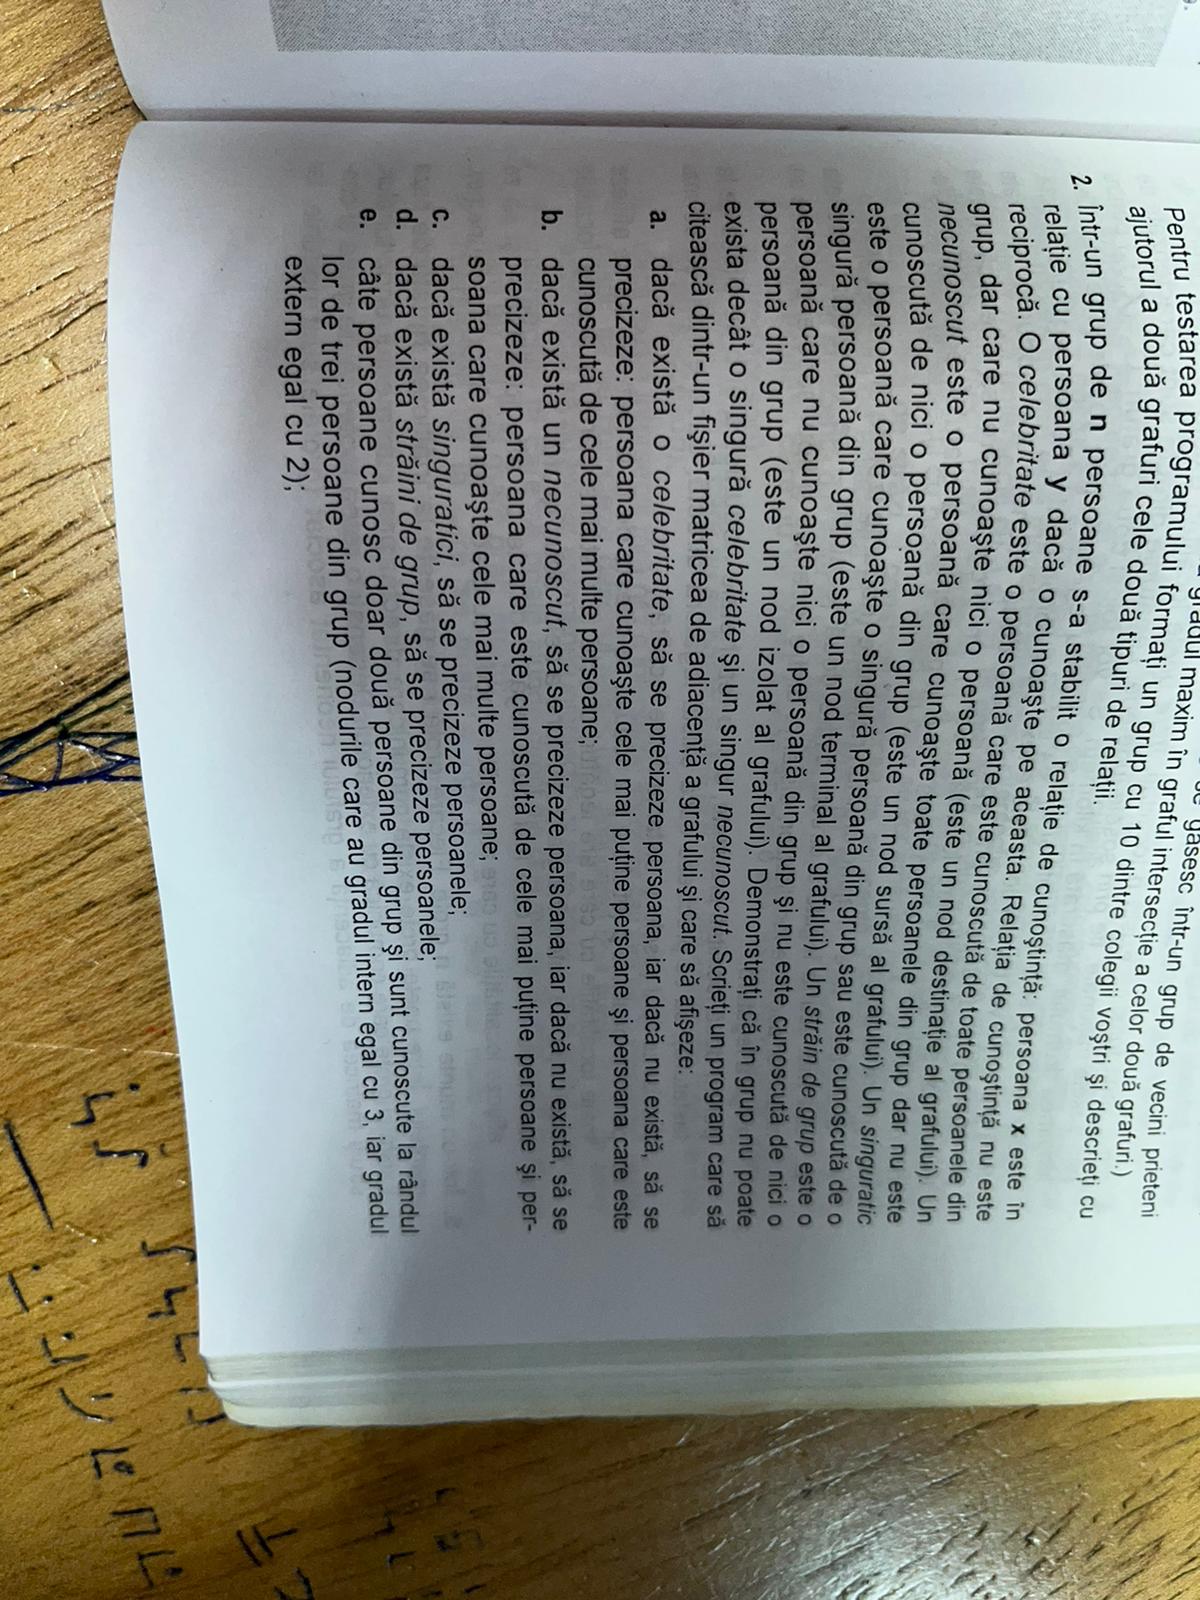 găsesc într-un grup de vecini prieteni
gradul maxim în graful intersecție a celor două grafuri.)
Pentru testarea programului formați un grup cu 10 dintre colegii voștri și descrieți cu
ajutorul a două grafuri cele două tipuri de relații.
2. Într-un grup de n persoane s-a stabilit o relație de cunoștință: persoana x este în
relație cu persoana y dacă o cunoaște pe aceasta. Relația de cunoștință nu este
reciprocă. O celebritate este o persoană care este cunoscută de toate persoanele din
grup, dar care nu cunoaște nici o persoană (este un nod destinație al grafului). Un
necunoscut este o persoană care cunoaște toate persoanele din grup dar nu este
cunoscută de nici o persoană din grup (este un nod sursă al grafului). Un singuratic
este o persoană care cunoaște o singură persoană din grup sau este cunoscută de o
singură persoană din grup (este un nod terminal al grafului). Un străin de grup este o
persoană care nu cunoaște nici o persoană din grup și nu este cunoscută de nici o
persoană din grup (este un nod izolat al grafului). Demonstrați că în grup nu poate
exista decât o singură celebritate și un singur necunoscut. Scrieți un program care să
citească dintr-un fișier matricea de adiacență a grafului și care să afișeze:
a. dacă există o celebritate, să se precizeze persoana, iar dacă nu există, să se
precizeze: persoana care cunoaște cele mai puține persoane și persoana care este
cunoscută de cele mai multe persoane;
b. dacă există un necunoscut, să se precizeze persoana, iar dacă nu există, să se
precizeze: persoana care este cunoscută de cele mai puține persoane și per-
soana care cunoaște cele mai multe persoane;
c. dacă există singuratici, să se precizeze persoanele;
d. dacă există străini de grup, să se precizeze persoanele;
e. câte persoane cunosc doar două persoane din grup și sunt cunoscute la rândul
lor de trei persoane din grup (nodurile care au gradul intern egal cu 3, iar gradul
extern egal cu 2);